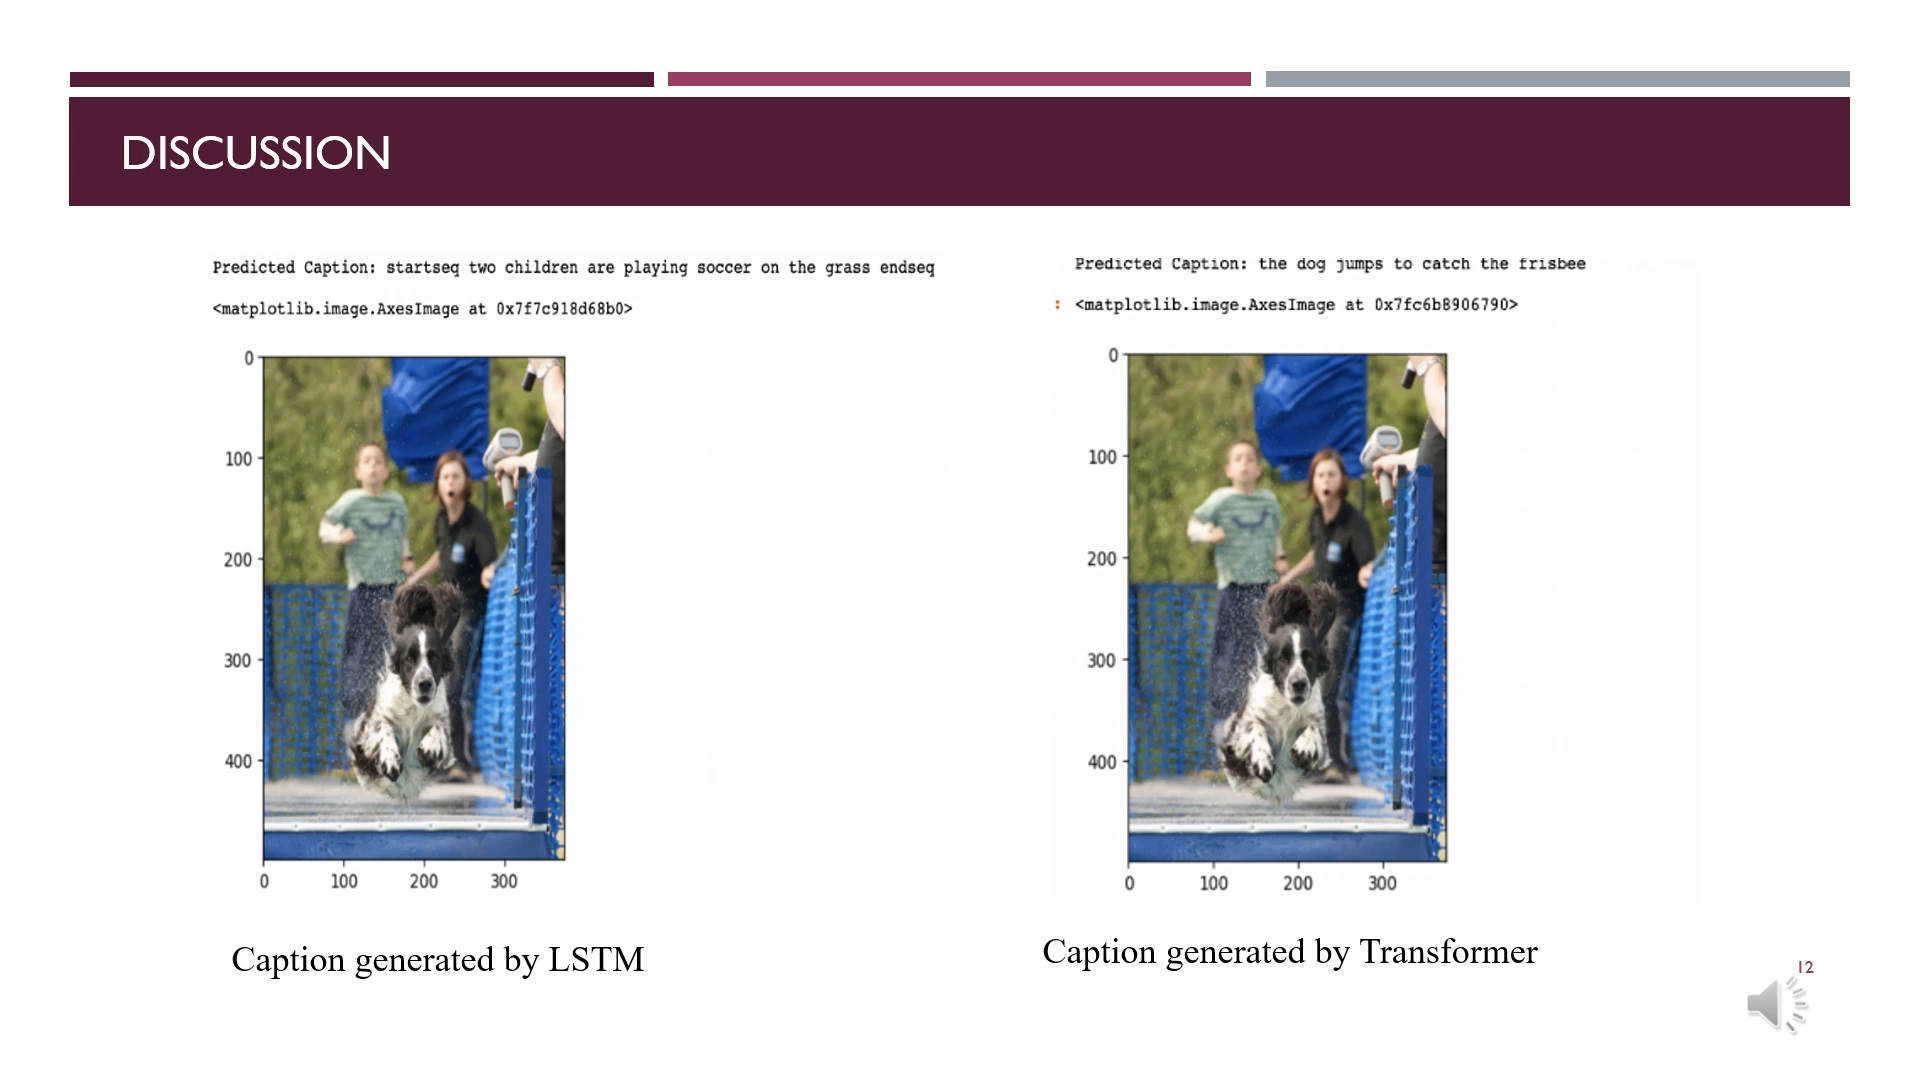 DISCUSSION
Predicted Caption: startseq two children are playing soccer on the grass endseq
<matplotlib.image.AxesImage at 0x7f7c918d68b0>
0
100
200
300
400
0 100 200 300
Caption generated by LSTM
Predicted Caption: the dog jumps to catch the frisbee
: <matplotlib.image.AxesImage at 0x7fc6b8906790>
0
100
200
300
400
0 100 200 300
Caption generated by Transformer
12